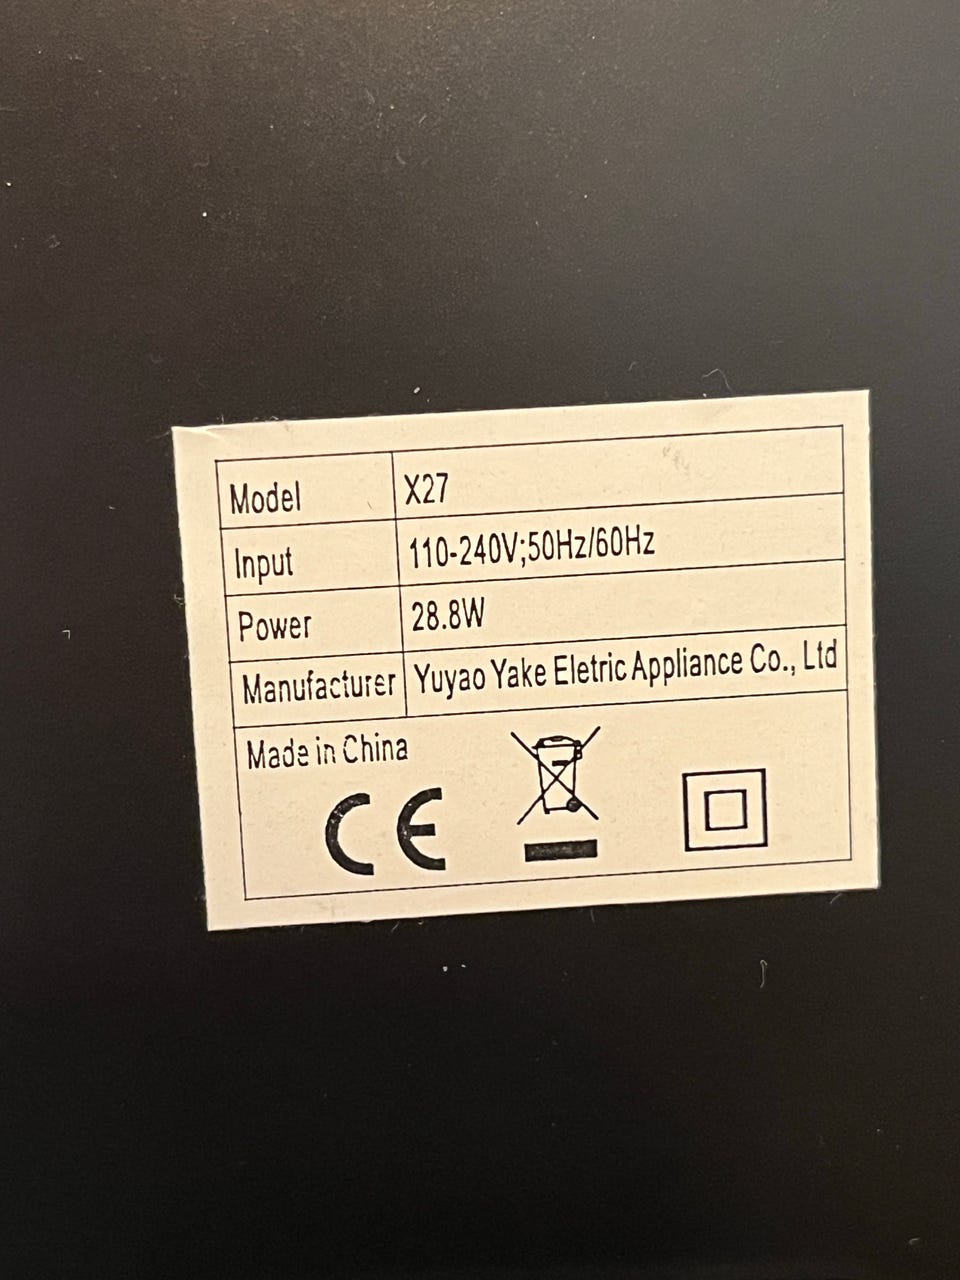 Model X27
Input 110-240V;50Hz/60Hz
Power 28.8W
Manufacturer Yuyao Yake Eletric Appliance Co., Ltd
Made in China
CE